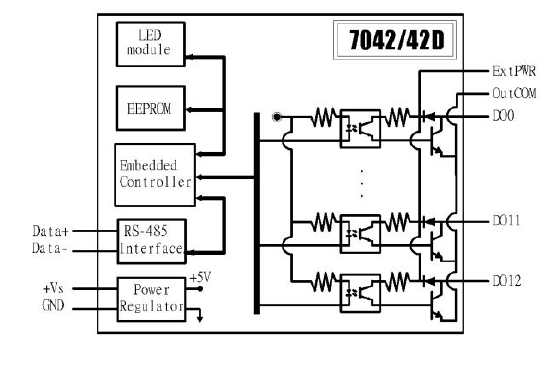 7042/42D
LED
module
EEPROM
Embedded
Controller
RS-485
Interface
Power
Regulator
+5V
Data+
Data-
+Vs
GND
ExtPWR
OutCOM
DO0
DO11
DO12